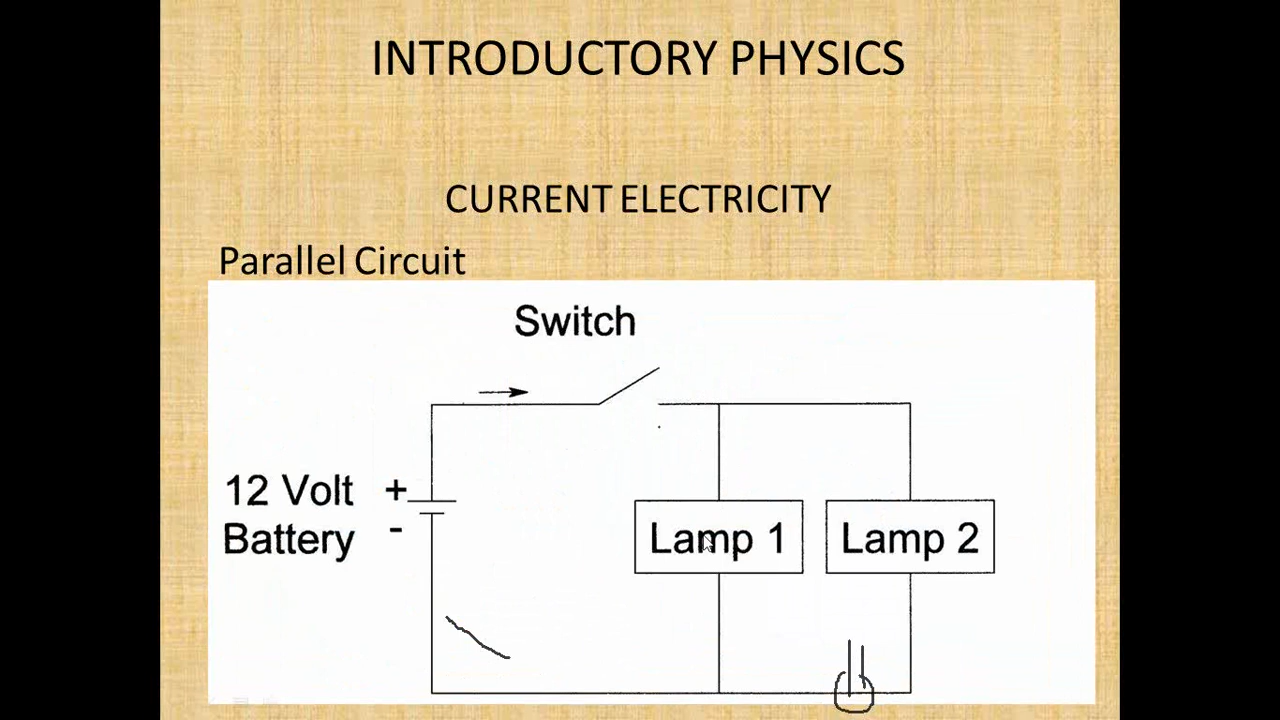 INTRODUCTORY PHYSICS
CURRENT ELECTRICITY
Parallel Circuit
Switch
12 Volt +
Battery -
Lamp 1 Lamp 2